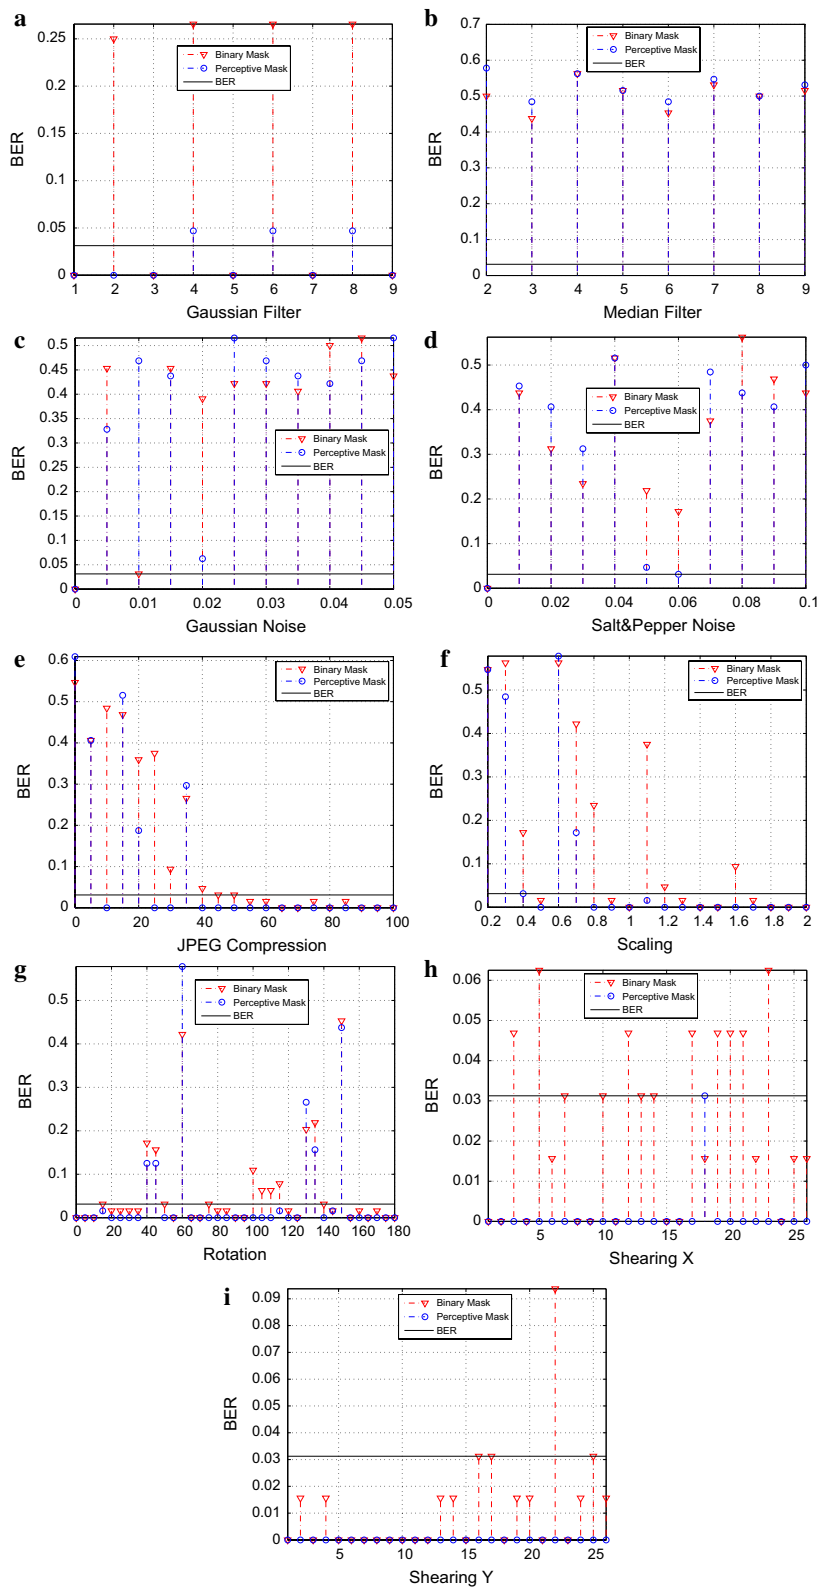 a
0.25
0.2
0.15
0.1
0.05
0
BER
Binary Mask
Perceptive Mask
BER
1 2 3 4 5 6 7 8 9
Gaussian Filter
b
0.7
0.6
0.5
0.4
0.3
0.2
0.1
0
BER
Binary Mask
Perceptive Mask
BER
2 3 4 5 6 7 8 9
Median Filter
c
0.5
0.45
0.4
0.35
0.3
0.25
0.2
0.15
0.1
0.05
0
BER
Binary Mask
Perceptive Mask
BER
0 0.01 0.02 0.03 0.04 0.05
Gaussian Noise
d
0.5
0.4
0.3
0.2
0.1
0
BER
Binary Mask
Perceptive Mask
BER
0 0.02 0.04 0.06 0.08 0.1
Salt&Pepper Noise
e
0.6
0.5
0.4
0.3
0.2
0.1
0
BER
Binary Mask
Perceptive Mask
BER
0 20 40 60 80 100
JPEG Compression
f
0.5
0.4
0.3
0.2
0.1
0
BER
Binary Mask
Perceptive Mask
BER
0.2 0.4 0.6 0.8 1 1.2 1.4 1.6 1.8 2
Scaling
g
0.5
0.4
0.3
0.2
0.1
0
BER
Binary Mask
Perceptive Mask
BER
0 20 40 60 80 100 120 140 160 180
Rotation
h
0.06
0.05
0.04
0.03
0.02
0.01
0
BER
Binary Mask
Perceptive Mask
BER
5 10 15 20 25
Shearing X
i
0.09
0.08
0.07
0.06
0.05
0.04
0.03
0.02
0.01
0
BER
Binary Mask
Perceptive Mask
BER
5 10 15 20 25
Shearing Y